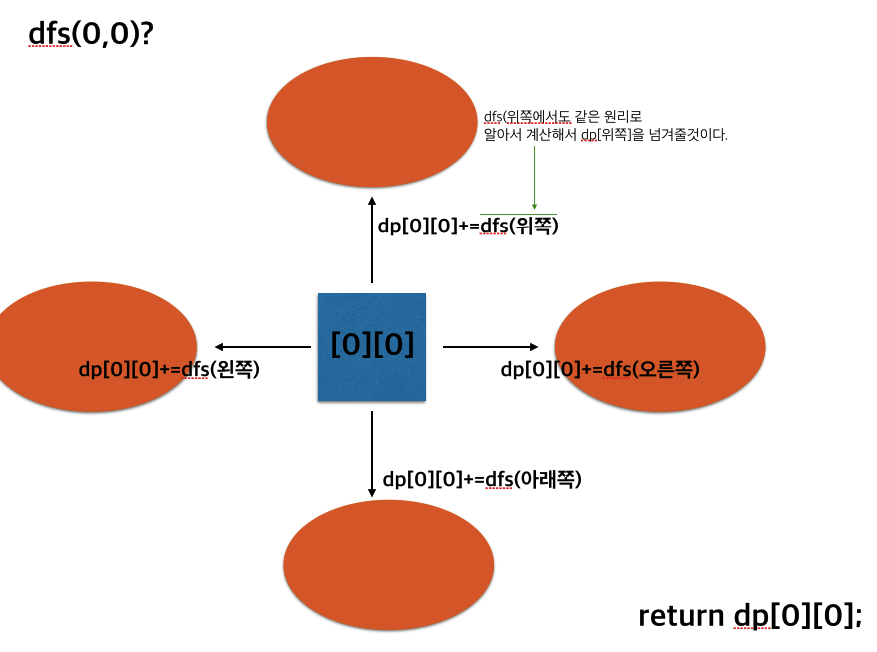 dfs(0,0)?
dfs(위쪽에서도 같은 원리로
알아서 계산해서 dp[위쪽]을 넘겨줄것이다.
dp[0][0]+=dfs(위쪽)
[0][0]
dp[0][0]+=dfs(왼쪽)
dp[0][0]+=dfs(오른쪽)
dp[0][0]+=dfs(아래쪽)
return dp[0][0];